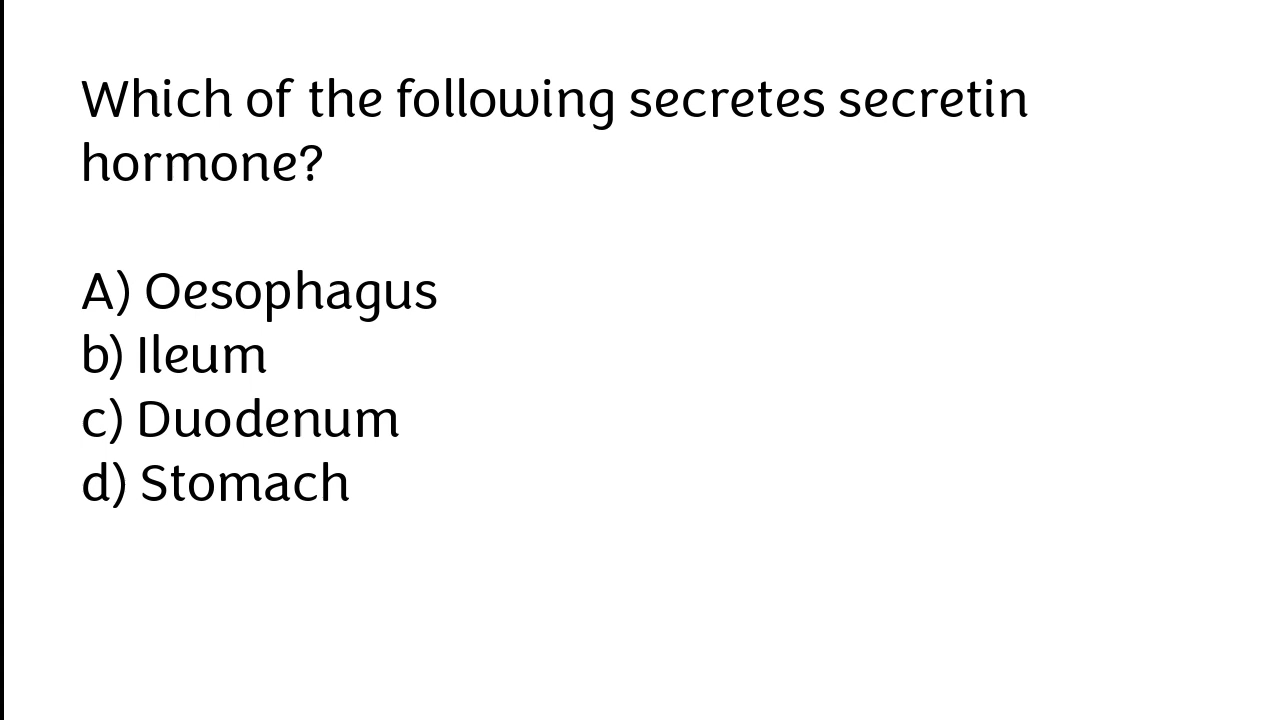 Which of the following secretes secretin
hormone?
A) Oesophagus
b) Ileum
c) Duodenum
d) Stomach